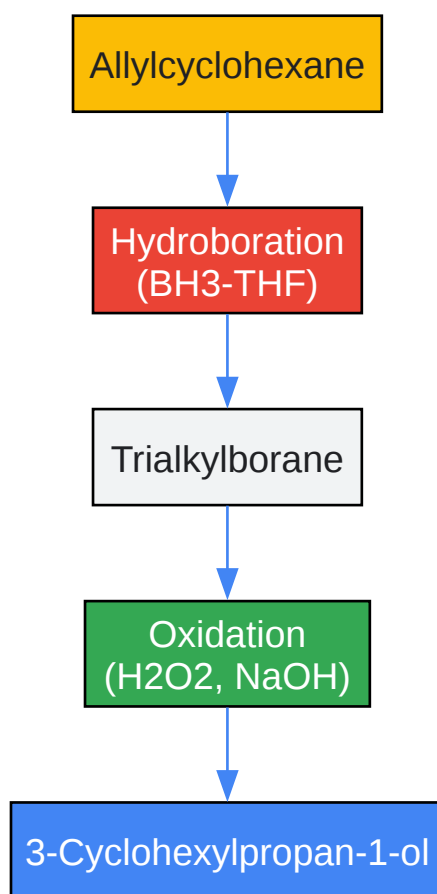 Allylcyclohexane
Hydroboration
(BH3-THF)
Trialkylborane
Oxidation
(H2O2, NaOH)
3-Cyclohexylpropan-1-ol